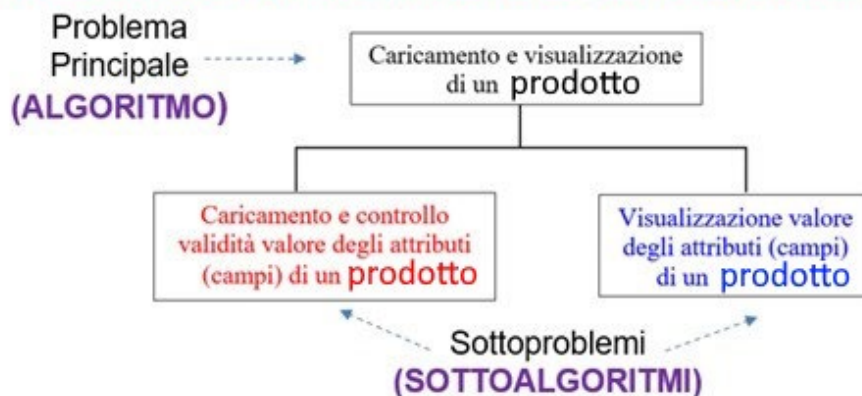 Problema
Principale
(ALGORITMO)
Caricamento e visualizzazione
di un prodotto
Caricamento e controllo
validità valore degli attributi
(campi) di un prodotto
Visualizzazione valore
degli attributi (campi)
di un prodotto
Sottoproblemi
(SOTTOALGORITMI)